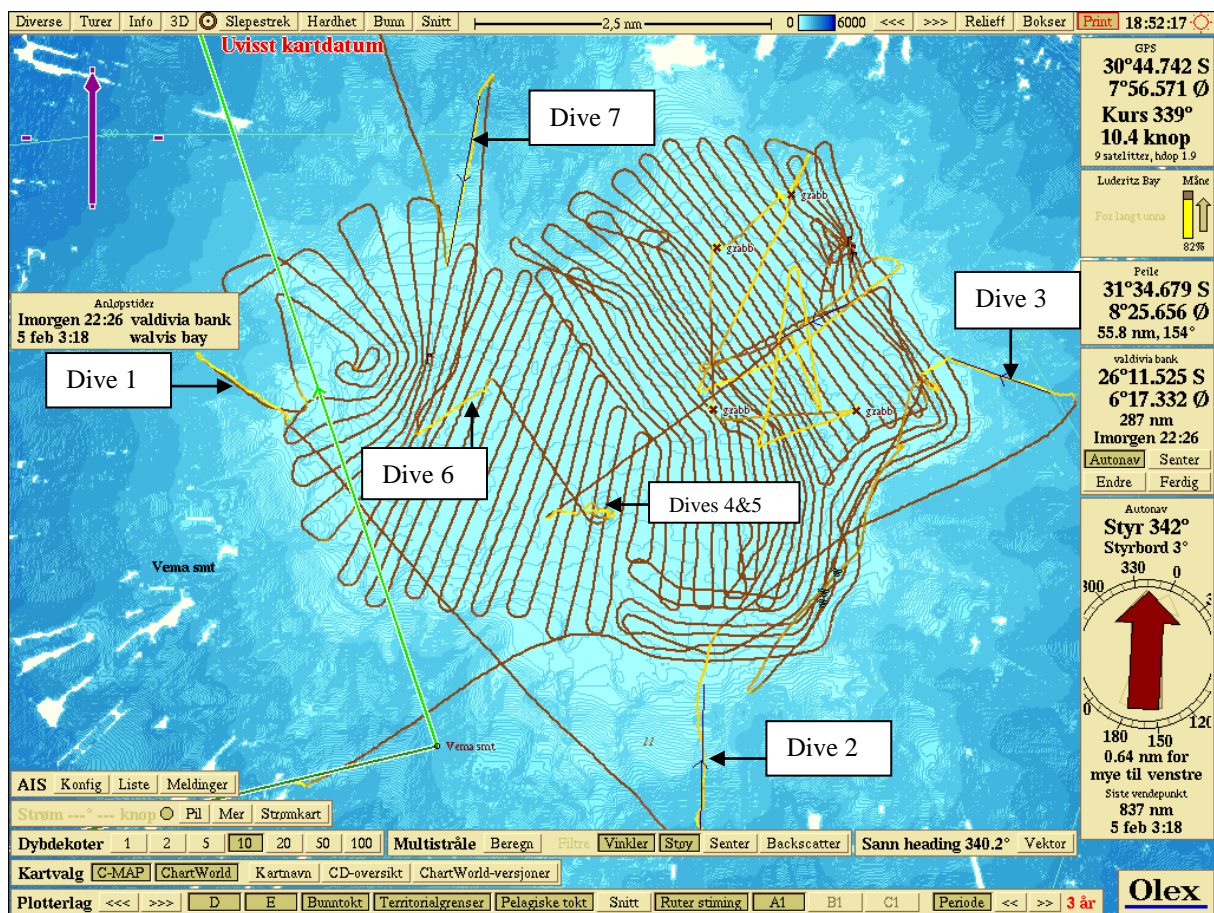 Diverse Turer Info 3D Slepestrek Hardhet Bunn Snitt 2,5 nm 0 6000 <<< >>> Relieff Bokser Print 18:52:17
Uvisst kartdatum
GPS
30°44.742 S
7°56.571 Ø
Kurs 339°
10.4 knop
9 satelitter, hdop 1.9
Luderitz Bay Måne
For langt unna
82%
Peile
31°34.679 S
8°25.656 Ø
55.8 nm, 154°
valdivia bank
26°11.525 S
6°17.332 Ø
287 nm
Imorgen 22:26
Autonav Senter
Endre Ferdig
Autonav
Styr 342°
Styrbord 3°
330 0
300
120
180 150
0.64 nm for
mye til venstre
Siste vendepunkt
837 nm
5 feb 3:18
Dive 7
200
grabb
grabb
Dive 3
Anløpstider
Imorgen 22:26 valdivia bank
5 feb 3:18 walvis bay
Dive 1
grabb
grabb
Dive 6
Dives 4&5
Vema smt
Vema smt
11
Dive 2
AIS Konfig Liste Meldinger
Strøm ---° --- knop Pil Mer Strømkart
Dybdekoter 1 2 5 10 20 50 100 Multistråle Beregn Filtre Vinkler Støy Senter Backscatter Sann heading 340.2° Vektor
Kartvalg C-MAP ChartWorld Kartnavn CD-oversikt ChartWorld-versjoner
Plotterlag <<< >>> D E Bunntokt Territorialgrenser Pelagiske tokt Snitt Ruter stiming A1 B1 C1 Periode << >> 3 år
Olex